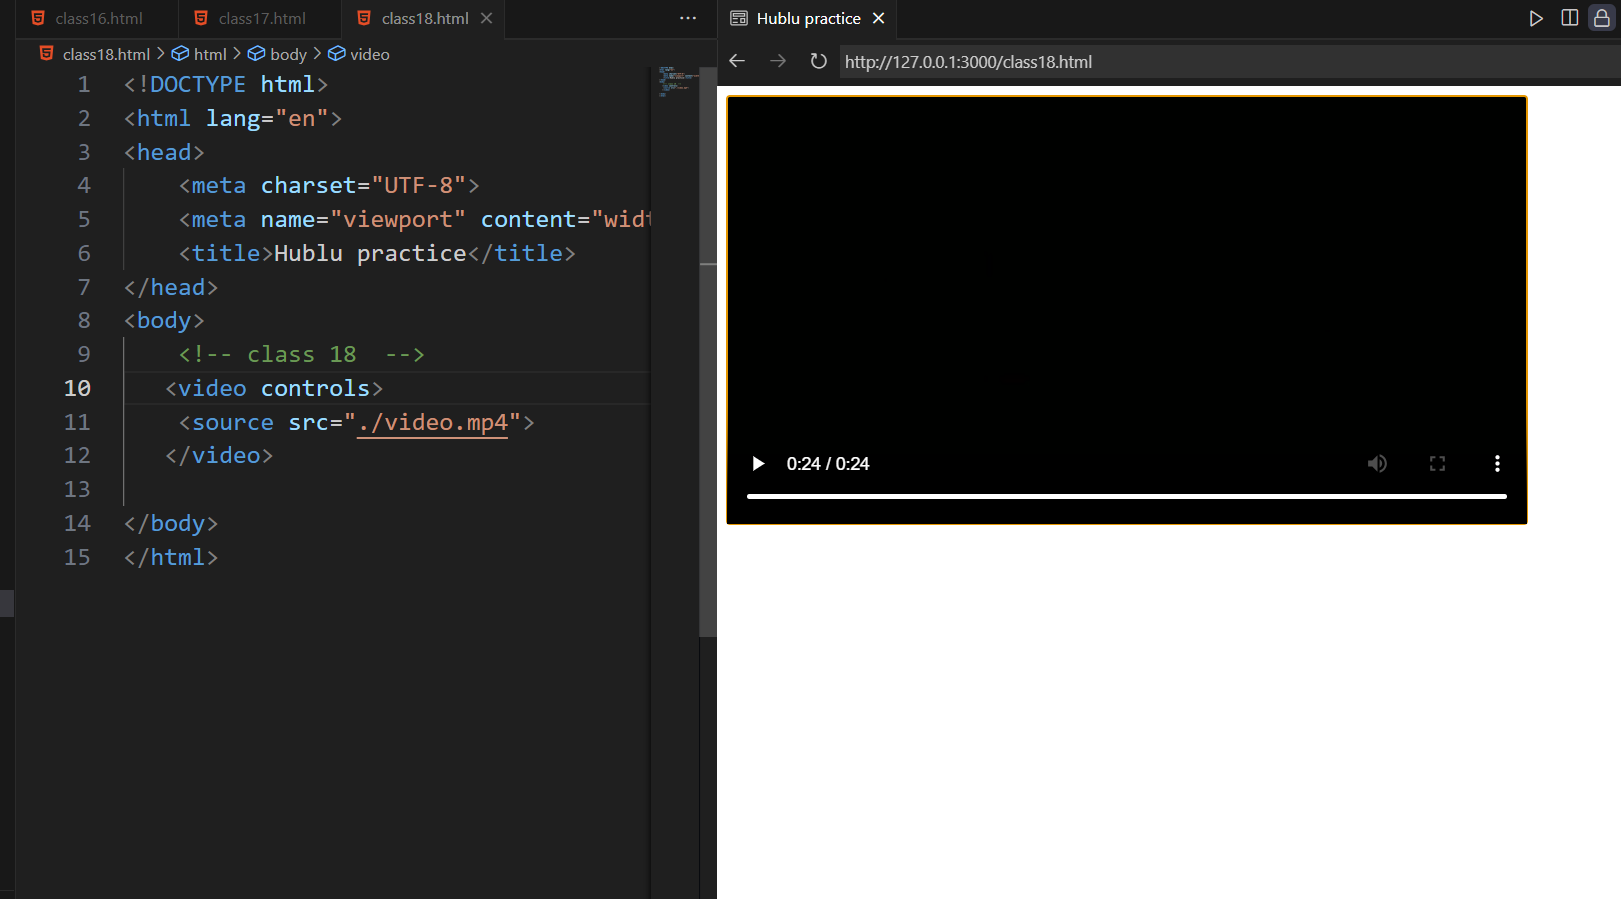 class16.html
class17.html
class18.html
class18.html > html > body > video
1 <!DOCTYPE html>
2 <html lang="en">
3 <head>
4 <meta charset="UTF-8">
5 <meta name="viewport" content="widt
6 <title>Hublu practice</title>
7 </head>
8 <body>
9 <!-- class 18  -->
10 <video controls>
11 <source src="./video.mp4">
12 </video>
13
14 </body>
15 </html>
Hublu practice
http://127.0.0.1:3000/class18.html
0:24 / 0:24